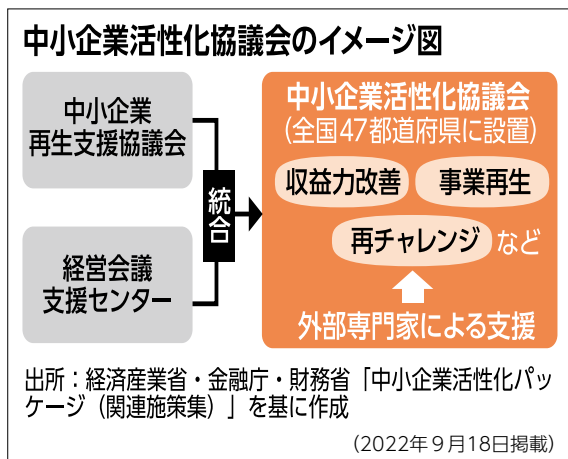 中小企業活性化協議会のイメージ図
中小企業
再生支援協議会
経営会議
支援センター
統合
中小企業活性化協議会
(全国47都道府県に設置)
収益力改善
事業再生
再チャレンジ など
外部専門家による支援
出所：経済産業省・金融庁・財務省「中小企業活性化パッ
ケージ（関連施策集）」を基に作成
(2022年9月18日掲載)